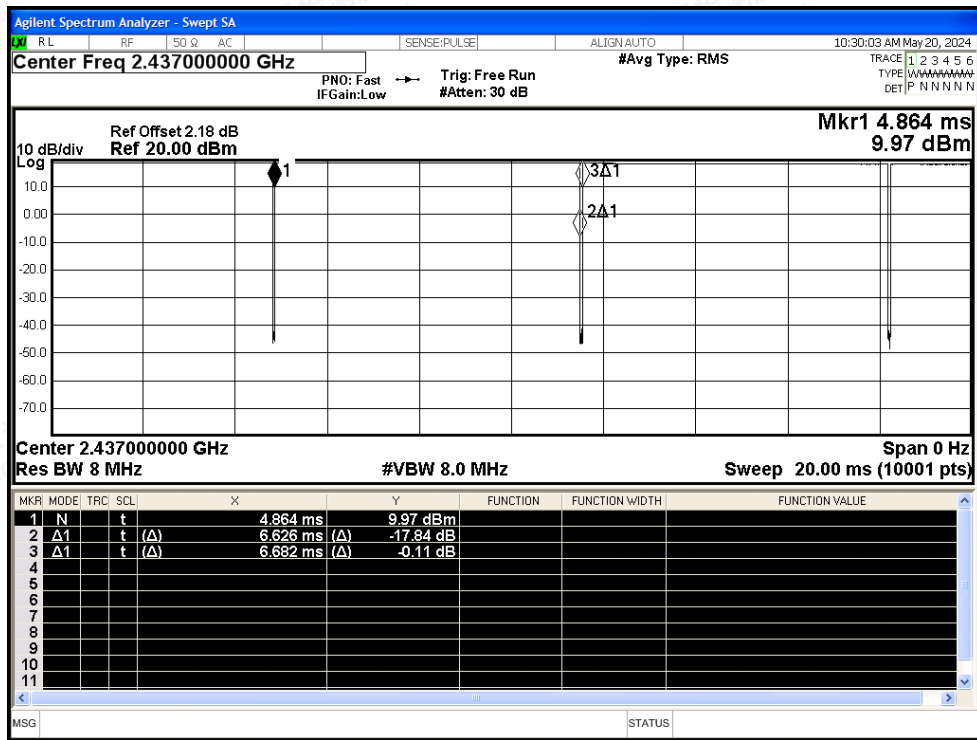 Agilent Spectrum Analyzer - Swept SA
LXI RL RF 50 Ω AC SENSE:PULSE ALIGN AUTO 10:30:03 AM May 20, 2024
Center Freq 2.437000000 GHz
#Avg Type: RMS
TRACE 1 2 3 4 5 6
TYPE W
DET P N N N N N
PNO: Fast
IFGain:Low
Trig: Free Run
#Atten: 30 dB
Mkr1 4.864 ms
9.97 dBm
Ref Offset 2.18 dB
10 dB/div Ref 20.00 dBm
Log
10.0
0.00
-10.0
-20.0
-30.0
-40.0
-50.0
-60.0
-70.0
1
3Δ1
2Δ1
Center 2.437000000 GHz Span 0 Hz
Res BW 8 MHz #VBW 8.0 MHz Sweep 20.00 ms (10001 pts)
MKR MODE TRC SCL X Y FUNCTION FUNCTION WIDTH FUNCTION VALUE
1 N t 4.864 ms 9.97 dBm
2 Δ1 t (Δ) 6.626 ms (Δ) -17.84 dB
3 Δ1 t (Δ) 6.682 ms (Δ) -0.11 dB
4
5
6
7
8
9
10
11
MSG STATUS